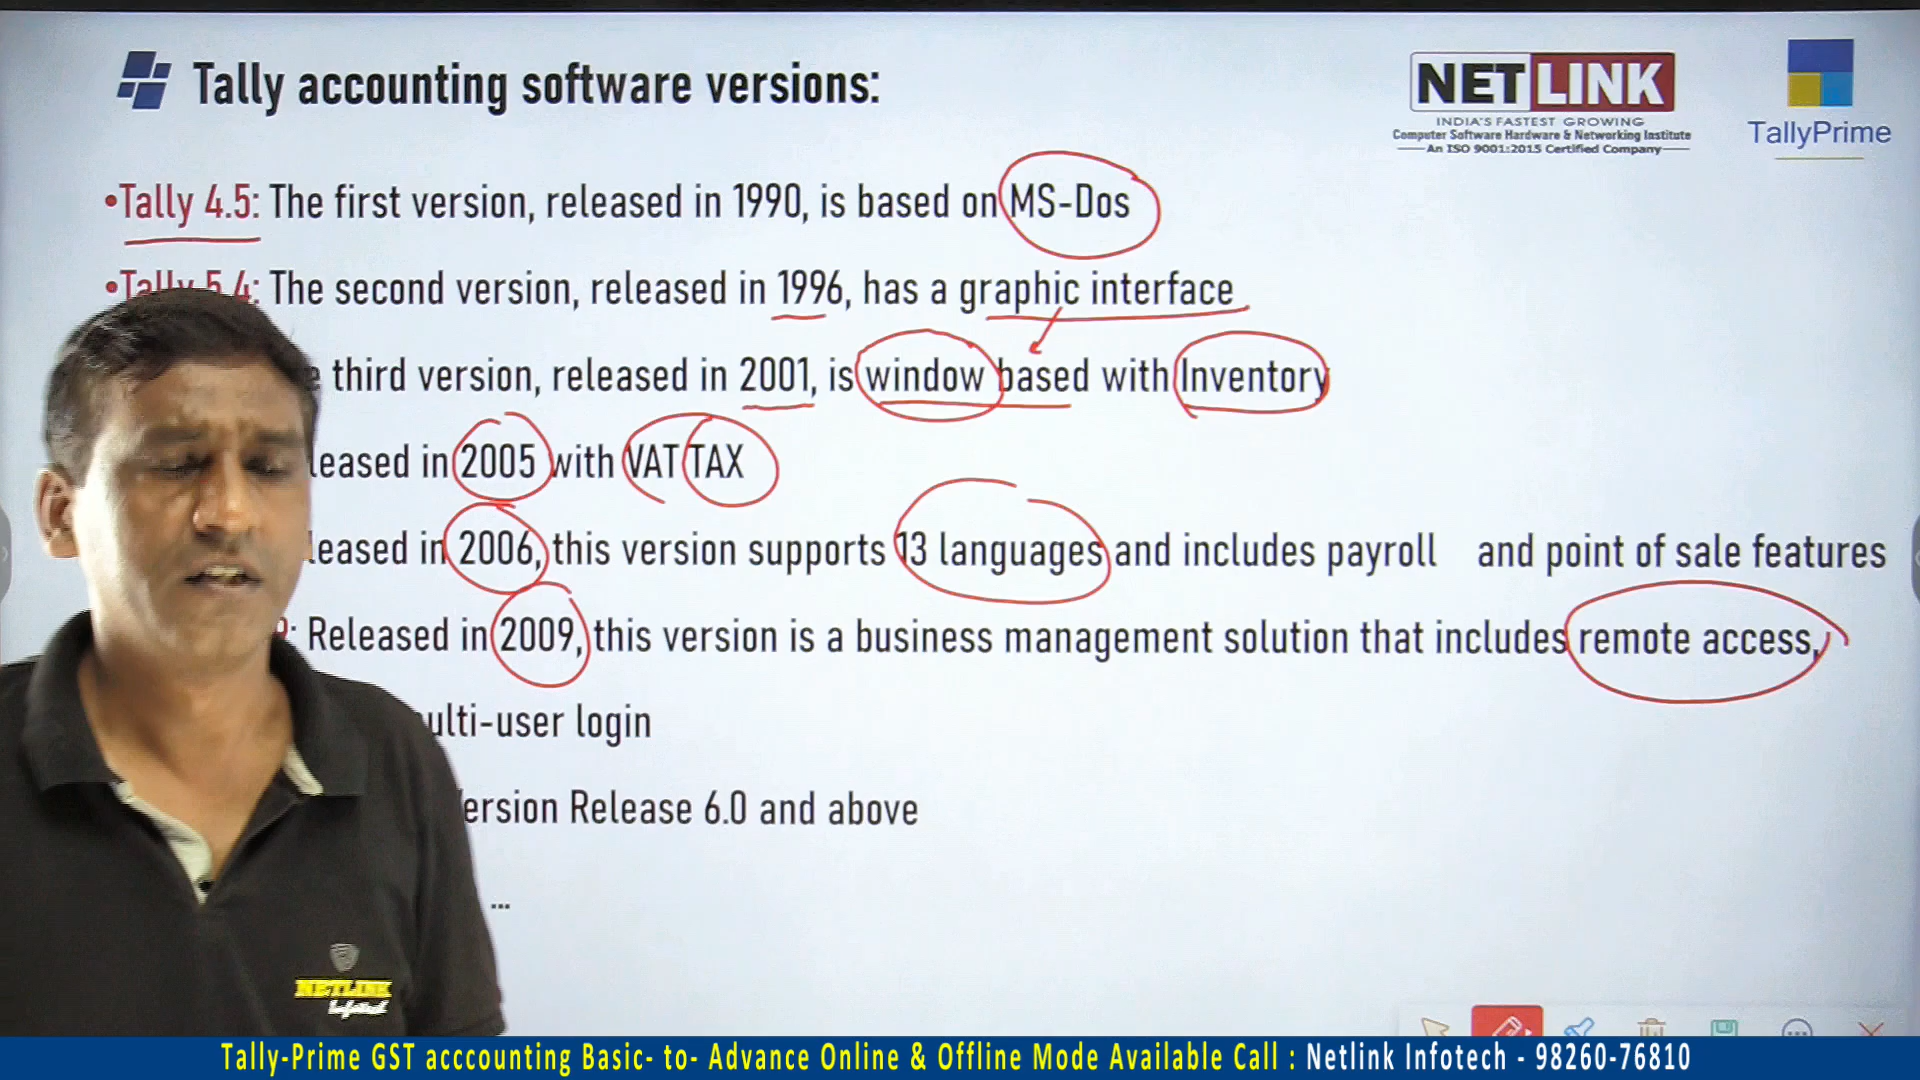 Tally accounting software versions:
NETLINK
INDIA'S FASTEST GROWING
Computer Software Hardware & Networking Institute
An ISO 9001:2015 Certified Company
TallyPrime
•Tally 4.5: The first version, released in 1990, is based on MS-Dos
•Tally 5.4: The second version, released in 1996, has a graphic interface
third version, released in 2001, is window based with Inventory
in 2005 with VAT TAX
in 2006, this version supports 13 languages and includes payroll and point of sale features
: Released in 2009, this version is a business management solution that includes remote access,
login
Release 6.0 and above
...
NETLINK
Infotech
Tally-Prime GST acccounting Basic- to- Advance Online & Offline Mode Available Call : Netlink Infotech - 98260-76810